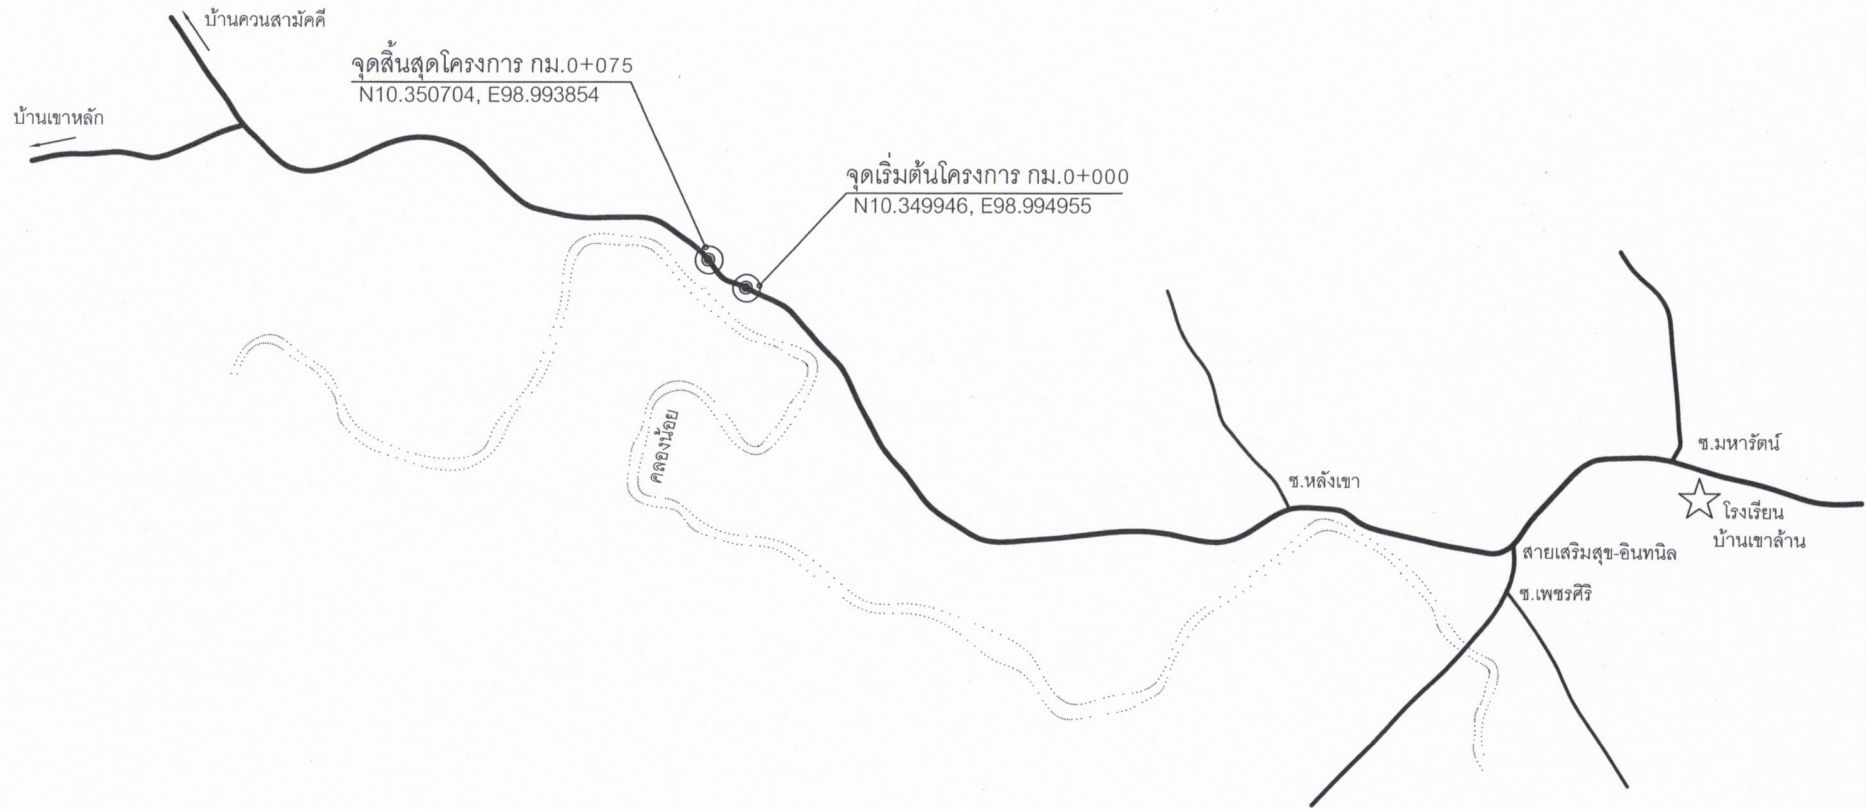 บ้านควนสามัคคี
จุดสิ้นสุดโครงการ กม.0+075
N10.350704, E98.993854
บ้านเขาหลัก
จุดเริ่มต้นโครงการ กม.0+000
N10.349946, E98.994955
คลองน้อย
ซ.มหารัตน์
ซ.หลังเขา
โรงเรียน
บ้านเขาล้าน
สายเสริมสุข-อินทนิล
ซ.เพชรศิริ